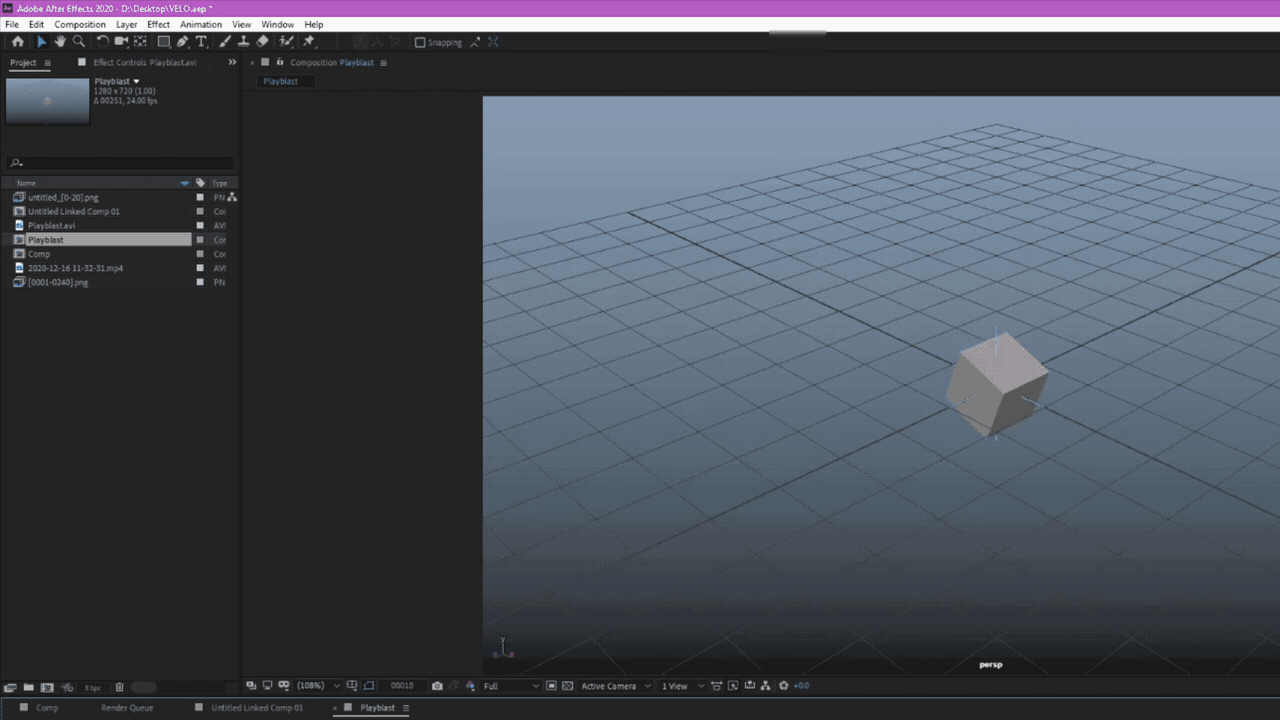 Adobe After Effects 2020 - D:\Desktop\VELO.aep *
File Edit Composition Layer Effect Animation View Window Help
Snapping
Project Effect Controls Playblast.avi Composition Playblast
Playblast
Playblast
1280 x 720 (1.00)
Δ 00251, 24.00 fps
Name Type
untitled_[0-20].png PN
Untitled Linked Comp 01 Cor
Playblast.avi AVI
Playblast Cor
Comp Cor
2020-12-16 11-32-31.mp4 AVI
[0001-0240].png PN
persp
8 bpc (108%) 00015 Full Active Camera 1 View +0.0
Comp Render Queue Untitled Linked Comp 01 Playblast